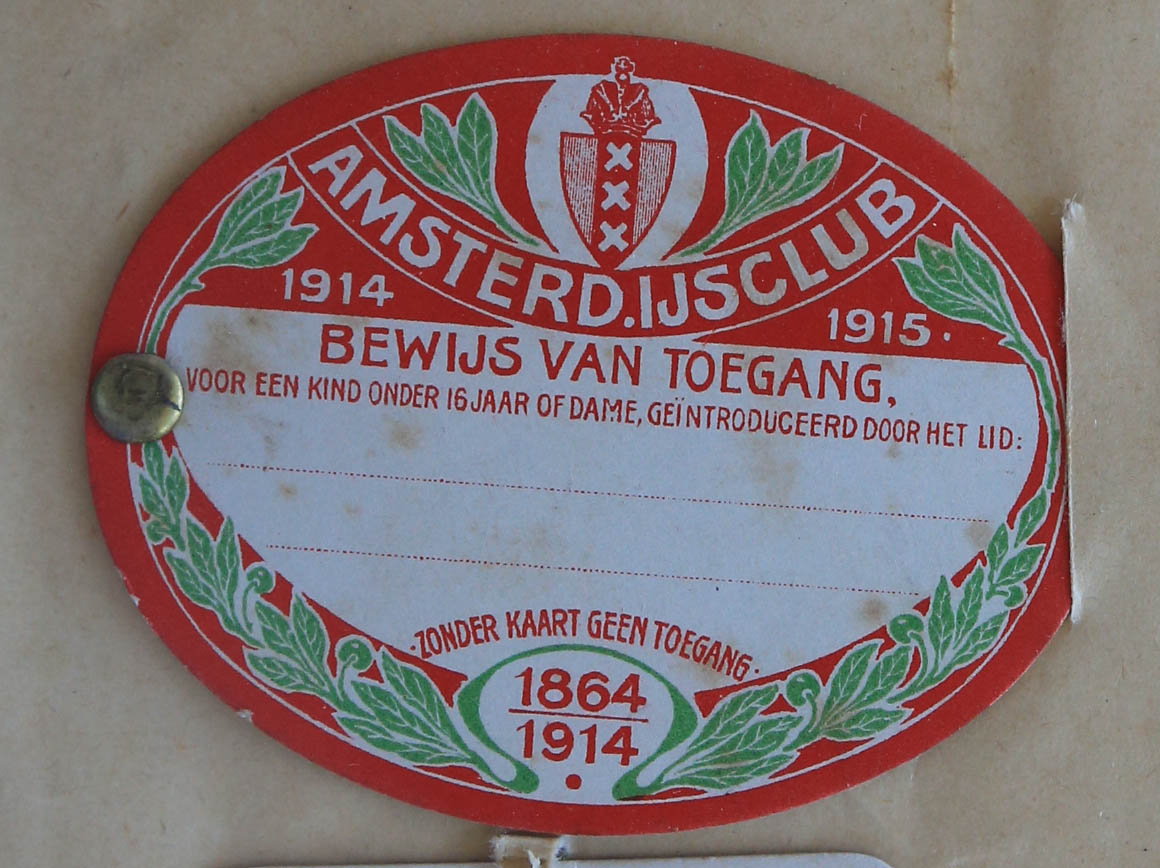 AMSTERD. IJSCLUB
1914
1915.
BEWIJS VAN TOEGANG,
VOOR EEN KIND ONDER 16 JAAR OF DAME, GEÏNTRODUCEERD DOOR HET LID:
·ZONDER KAART GEEN TOEGANG·
1864
1914